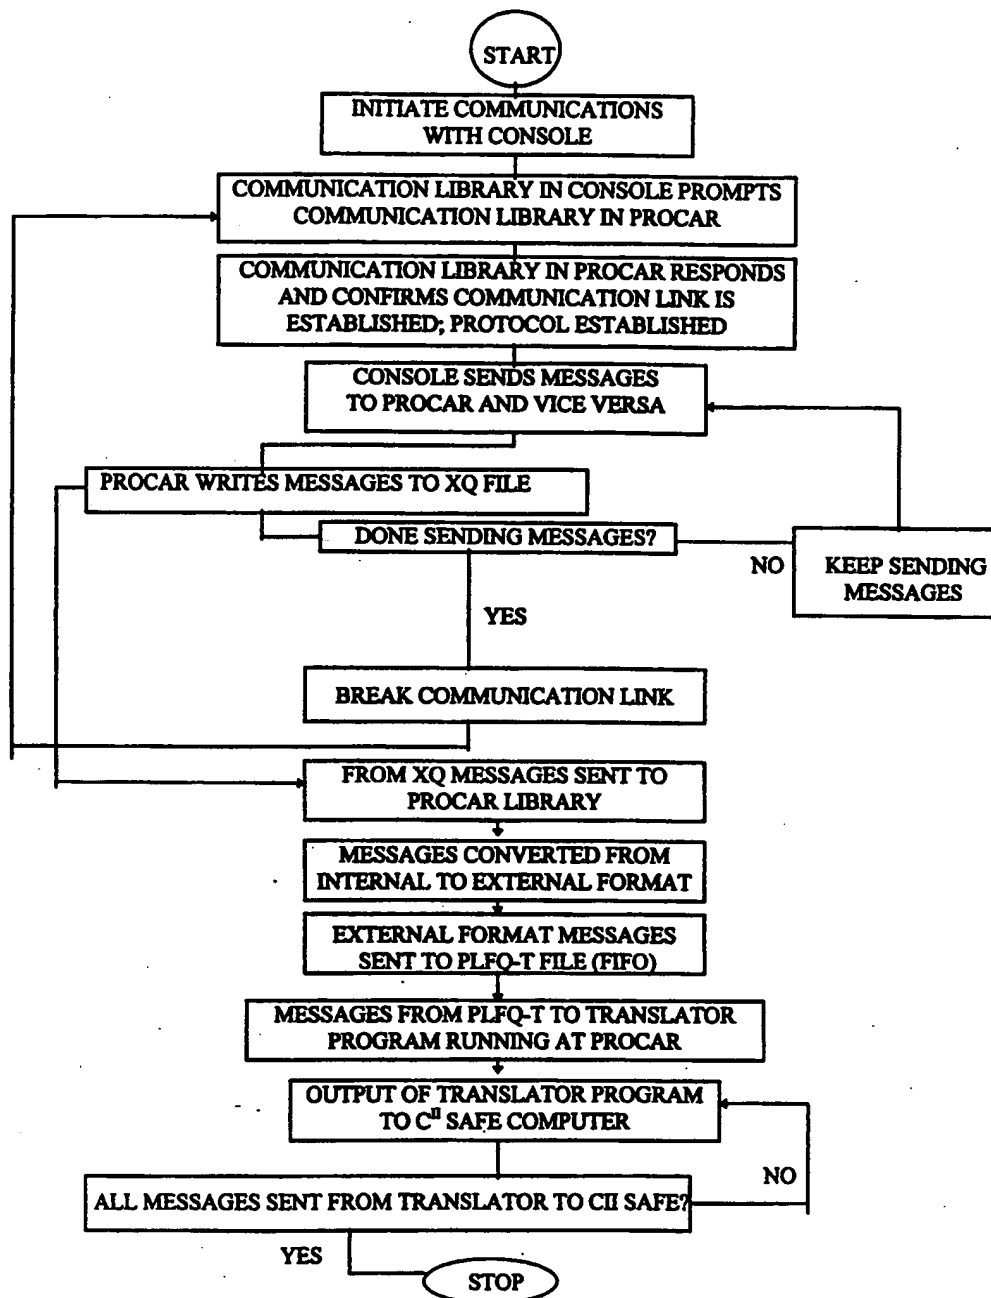 START
INITIATE COMMUNICATIONS
WITH CONSOLE
COMMUNICATION LIBRARY IN CONSOLE PROMPTS
COMMUNICATION LIBRARY IN PROCAR
COMMUNICATION LIBRARY IN PROCAR RESPONDS
AND CONFIRMS COMMUNICATION LINK IS
ESTABLISHED; PROTOCOL ESTABLISHED
CONSOLE SENDS MESSAGES
TO PROCAR AND VICE VERSA
PROCAR WRITES MESSAGES TO XQ FILE
DONE SENDING MESSAGES?
NO
KEEP SENDING
MESSAGES
YES
BREAK COMMUNICATION LINK
FROM XQ MESSAGES SENT TO
PROCAR LIBRARY
MESSAGES CONVERTED FROM
INTERNAL TO EXTERNAL FORMAT
EXTERNAL FORMAT MESSAGES
SENT TO PLFQ-T FILE (FIFO)
MESSAGES FROM PLFQ-T TO TRANSLATOR
PROGRAM RUNNING AT PROCAR
OUTPUT OF TRANSLATOR PROGRAM
TO C^II SAFE COMPUTER
NO
ALL MESSAGES SENT FROM TRANSLATOR TO CII SAFE?
YES
STOP